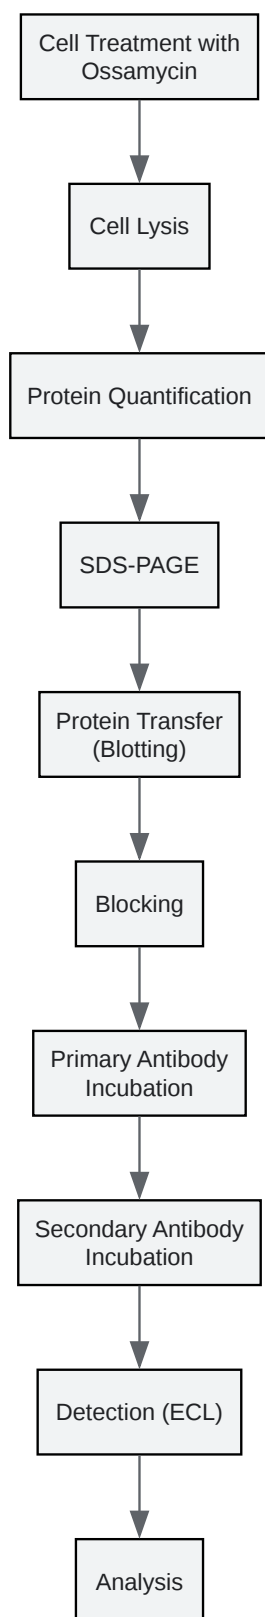 Cell Treatment with
Ossamycin
Cell Lysis
Protein Quantification
SDS-PAGE
Protein Transfer
(Blotting)
Blocking
Primary Antibody
Incubation
Secondary Antibody
Incubation
Detection (ECL)
Analysis